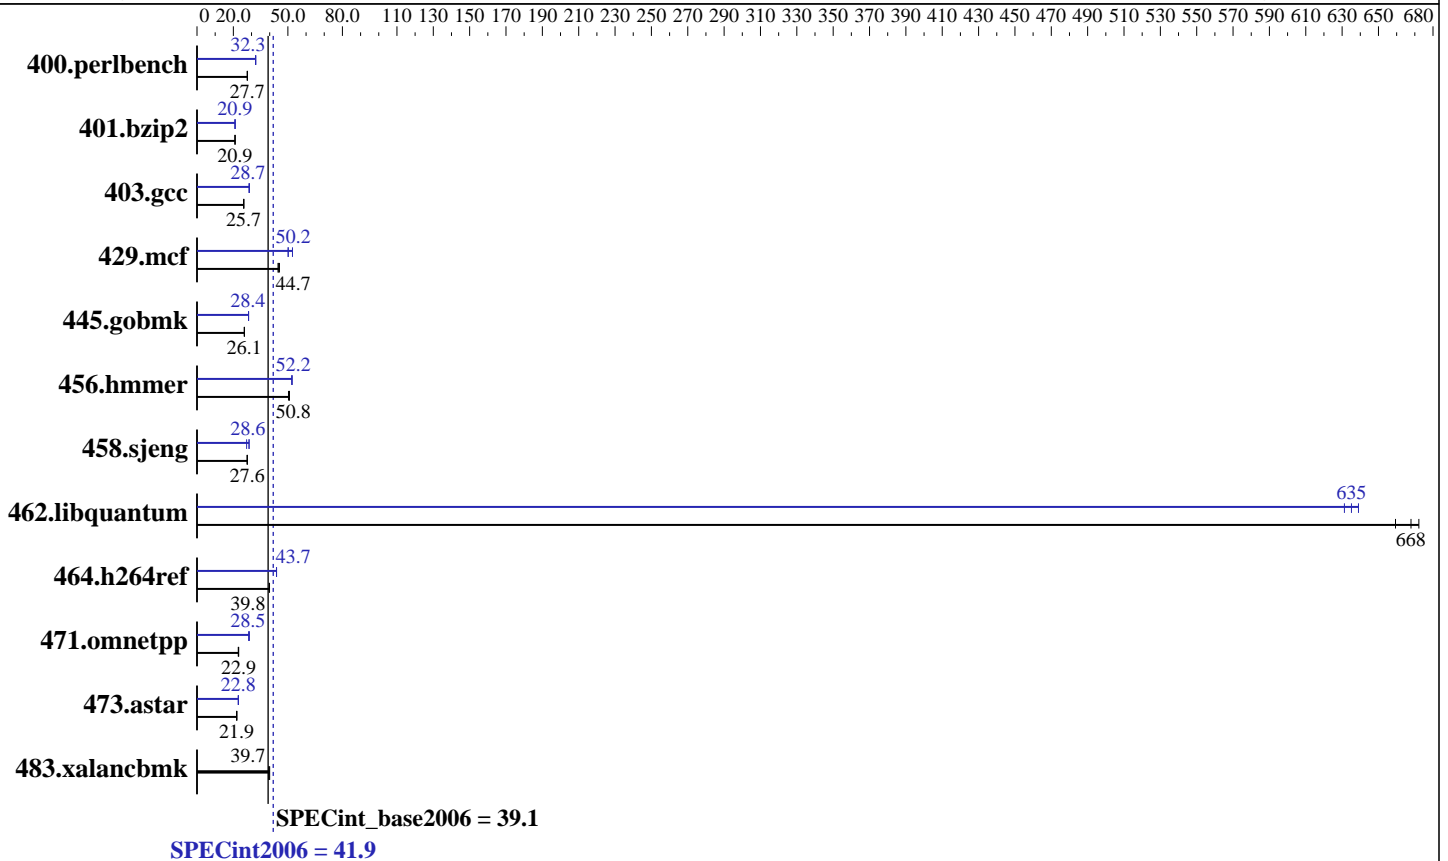 0 20.0 50.0 80.0 110 130 150 170 190 210 230 250 270 290 310 330 350 370 390 410 430 450 470 490 510 530 550 570 590 610 630 650 680
32.3
400.perlbench
27.7
20.9
401.bzip2
20.9
28.7
403.gcc
25.7
50.2
429.mcf
44.7
28.4
445.gobmk
26.1
52.2
456.hmmer
50.8
28.6
458.sjeng
27.6
635
462.libquantum
668
43.7
464.h264ref
39.8
28.5
471.omnetpp
22.9
22.8
473.astar
21.9
39.7
483.xalancbmk
SPECint_base2006 = 39.1
SPECint2006 = 41.9